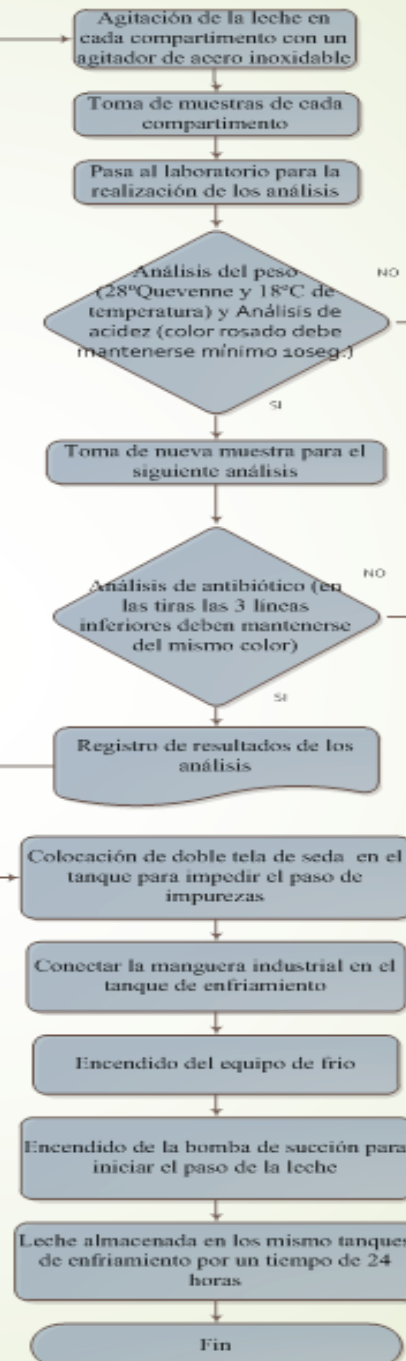 Agitación de la leche en
cada compartimento con un
agitador de acero inoxidable
Toma de muestras de cada
compartimento
Pasa al laboratorio para la
realización de los análisis
Análisis del peso
(28ºQuevenne y 18ºC de
temperatura) y Análisis de
acidez (color rosado debe
mantenerse mínimo 10seg.)
NO
SI
Toma de nueva muestra para el
siguiente análisis
Análisis de antibiótico (en
las tiras las 3 líneas
inferiores deben mantenerse
del mismo color)
NO
SI
Registro de resultados de los
análisis
Colocación de doble tela de seda en el
tanque para impedir el paso de
impurezas
Conectar la manguera industrial en el
tanque de enfriamiento
Encendido del equipo de frio
Encendido de la bomba de succión para
iniciar el paso de la leche
Leche almacenada en los mismo tanques
de enfriamiento por un tiempo de 24
horas
Fin